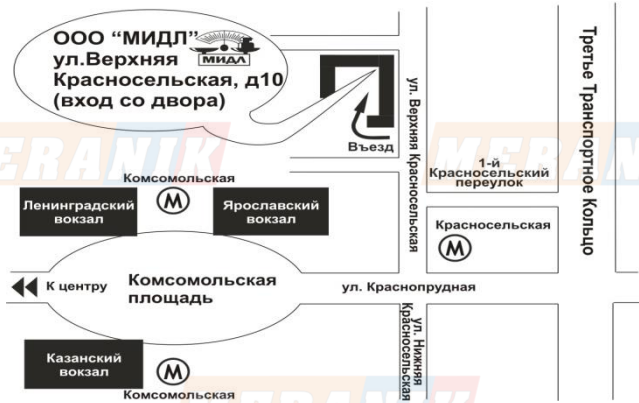 ООО “МИДЛ”
ул.Верхняя
Красносельская, д10
(вход со двора)
МИДЛ
Въезд
ул. Верхняя Красносельская
Третье Транспортное Кольцо
1-й
Красносельский
переулок
MERANIK
MERAN
Комсомольская
М
Ленинградский
вокзал
Ярославский
вокзал
Красносельская
М
К центру
Комсомольская
площадь
ул. Краснопрудная
ул. Нижняя
Красносельская
Казанский
вокзал
М
Комсомольская
MERANIK